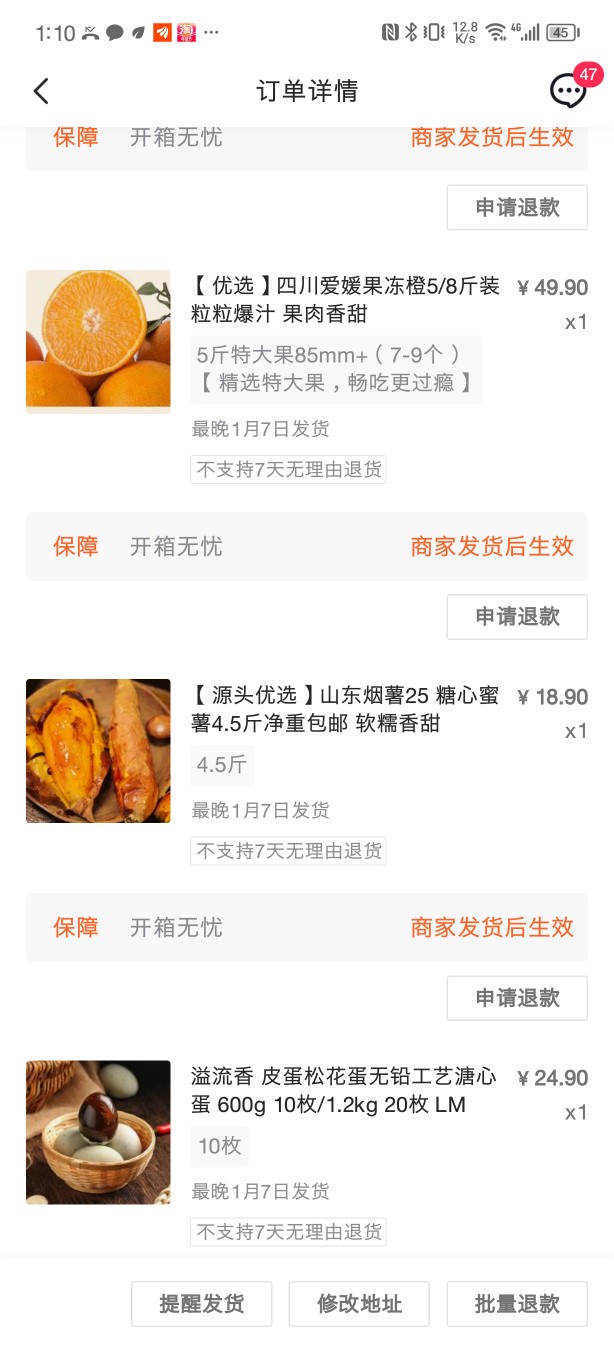 1:10
12.8 K/s
4G
45
订单详情
47
保障 开箱无忧 商家发货后生效
申请退款
【优选】四川爱媛果冻橙5/8斤装 ¥49.90
粒粒爆汁 果肉香甜 x1
5斤特大果85mm+（7-9个）
【精选特大果，畅吃更过瘾】
最晚1月7日发货
不支持7天无理由退货
保障 开箱无忧 商家发货后生效
申请退款
【源头优选】山东烟薯25 糖心蜜 ¥18.90
薯4.5斤净重包邮 软糯香甜 x1
4.5斤
最晚1月7日发货
不支持7天无理由退货
保障 开箱无忧 商家发货后生效
申请退款
溢流香 皮蛋松花蛋无铅工艺溏心 ¥24.90
蛋 600g 10枚/1.2kg 20枚 LM x1
10枚
最晚1月7日发货
不支持7天无理由退货
提醒发货 修改地址 批量退款